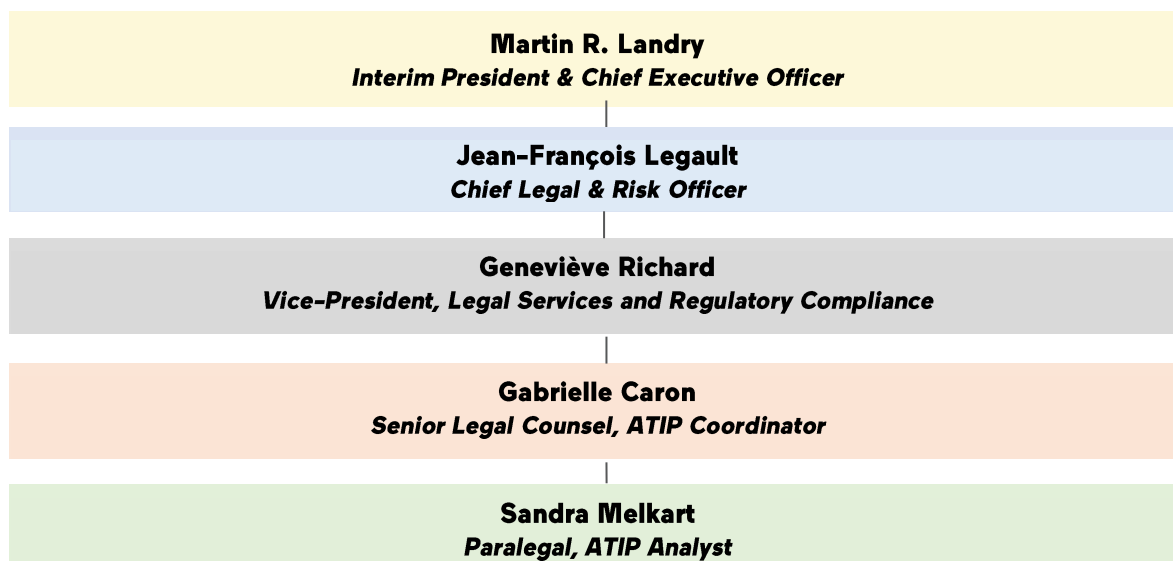 Martin R. Landry
Interim President & Chief Executive Officer
Jean-François Legault
Chief Legal & Risk Officer
Geneviève Richard
Vice-President, Legal Services and Regulatory Compliance
Gabrielle Caron
Senior Legal Counsel, ATIP Coordinator
Sandra Melkart
Paralegal, ATIP Analyst